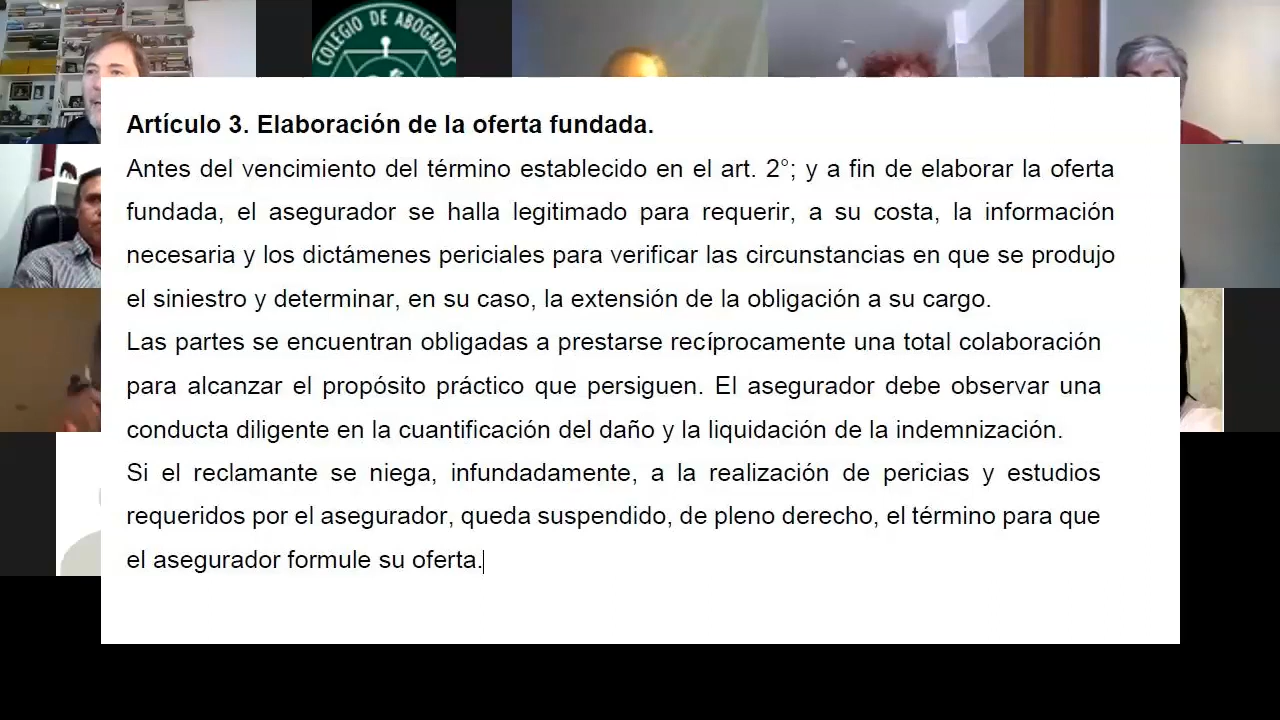 COLEGIO DE ABOGADOS
Artículo 3. Elaboración de la oferta fundada.
Antes del vencimiento del término establecido en el art. 2°; y a fin de elaborar la oferta
fundada, el asegurador se halla legitimado para requerir, a su costa, la información
necesaria y los dictámenes periciales para verificar las circunstancias en que se produjo
el siniestro y determinar, en su caso, la extensión de la obligación a su cargo.
Las partes se encuentran obligadas a prestarse recíprocamente una total colaboración
para alcanzar el propósito práctico que persiguen. El asegurador debe observar una
conducta diligente en la cuantificación del daño y la liquidación de la indemnización.
Si el reclamante se niega, infundadamente, a la realización de pericias y estudios
requeridos por el asegurador, queda suspendido, de pleno derecho, el término para que
el asegurador formule su oferta.